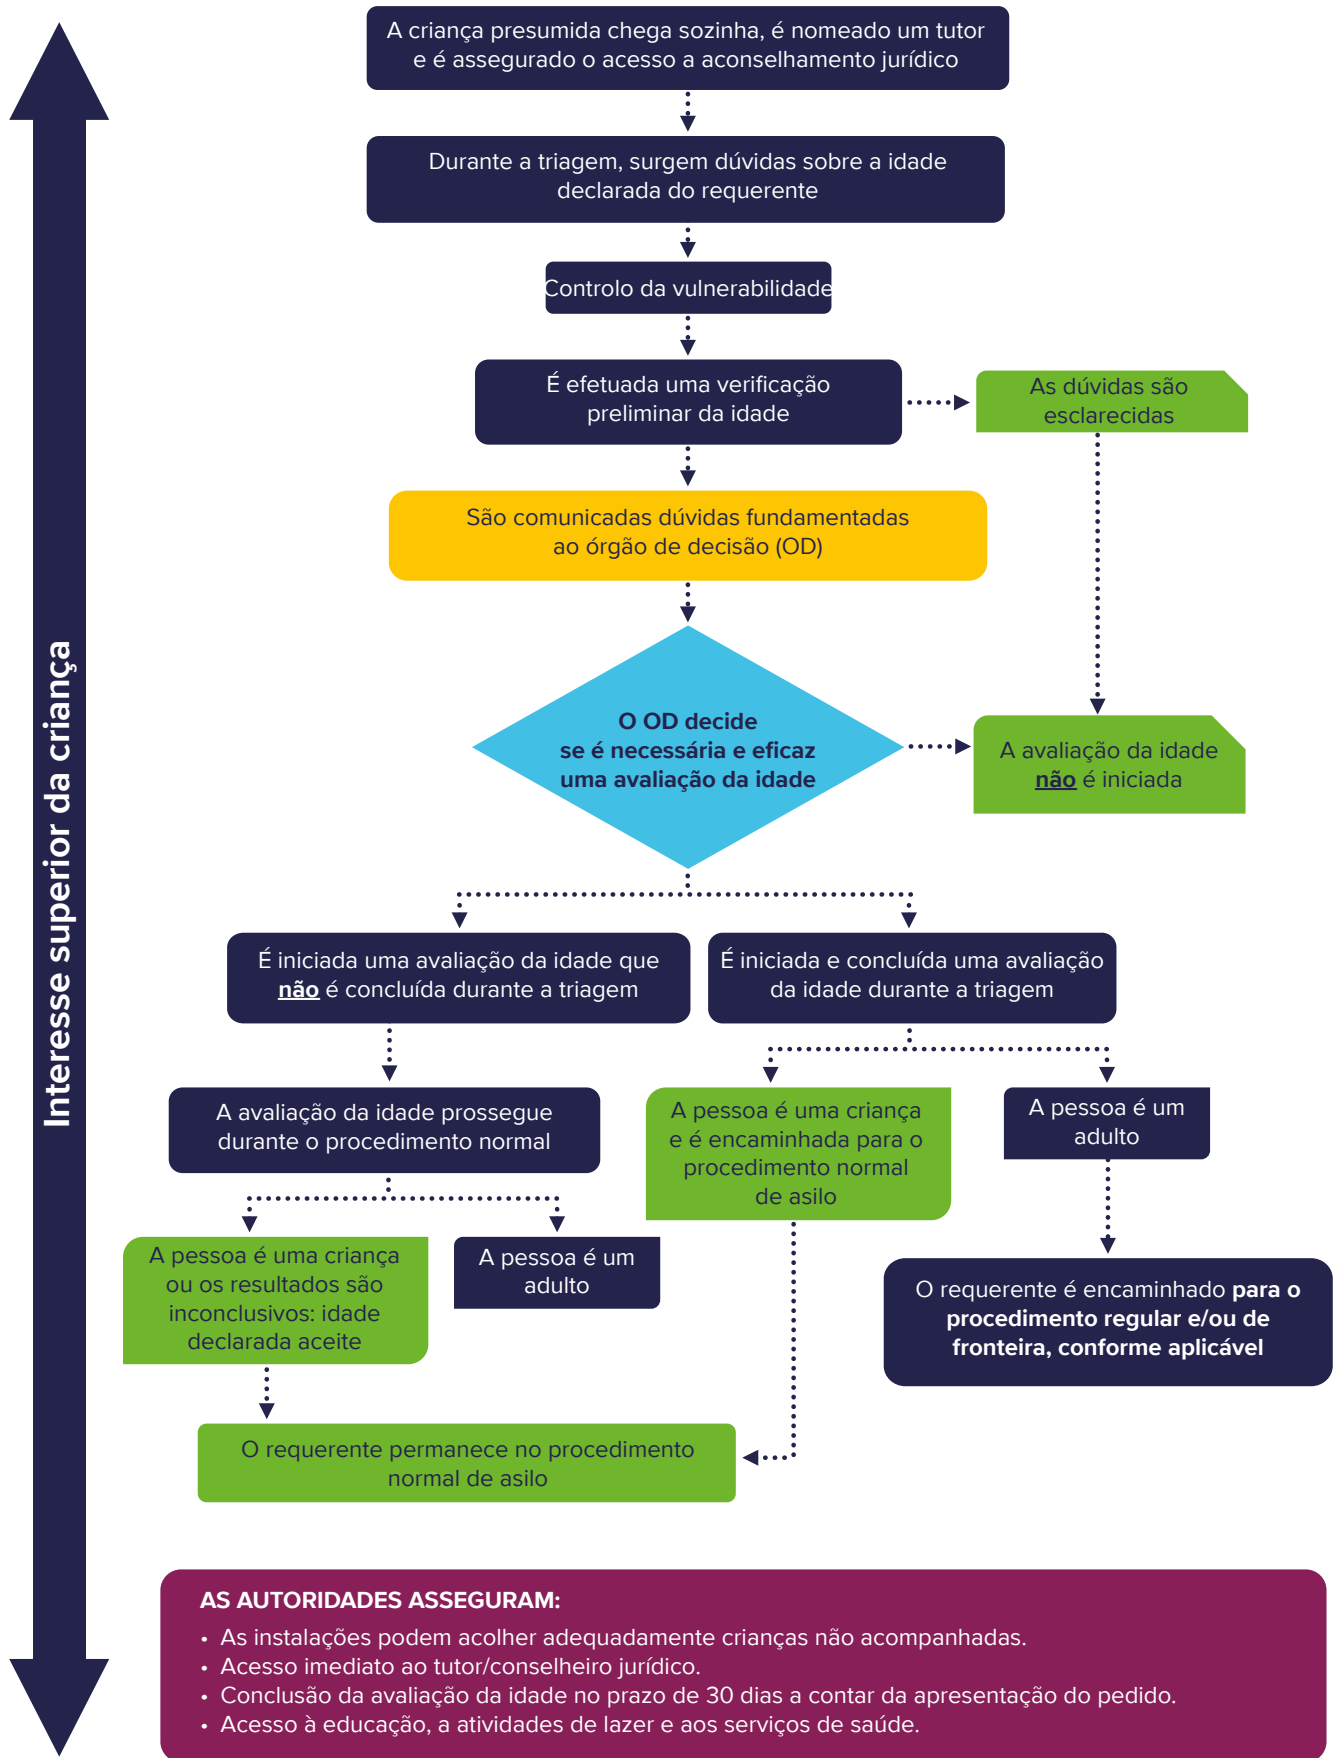 A criança presumida chega sozinha, é nomeado um tutor
e é assegurado o acesso a aconselhamento jurídico
Durante a triagem, surgem dúvidas sobre a idade
declarada do requerente
Controlo da vulnerabilidade
É efetuada uma verificação
preliminar da idade
As dúvidas são
esclarecidas
São comunicadas dúvidas fundamentadas
ao órgão de decisão (OD)
Interesse superior da criança
O OD decide
se é necessária e eficaz
uma avaliação da idade
A avaliação da idade
não é iniciada
É iniciada uma avaliação da idade que
não é concluída durante a triagem
É iniciada e concluída uma avaliação
da idade durante a triagem
A avaliação da idade prossegue
durante o procedimento normal
A pessoa é uma criança
e é encaminhada para o
procedimento normal
de asilo
A pessoa é um
adulto
A pessoa é uma criança
ou os resultados são
inconclusivos: idade
declarada aceite
A pessoa é um
adulto
O requerente é encaminhado para o
procedimento regular e/ou de
fronteira, conforme aplicável
O requerente permanece no procedimento
normal de asilo
AS AUTORIDADES ASSEGURAM:
• As instalações podem acolher adequadamente crianças não acompanhadas.
• Acesso imediato ao tutor/conselheiro jurídico.
• Conclusão da avaliação da idade no prazo de 30 dias a contar da apresentação do pedido.
• Acesso à educação, a atividades de lazer e aos serviços de saúde.